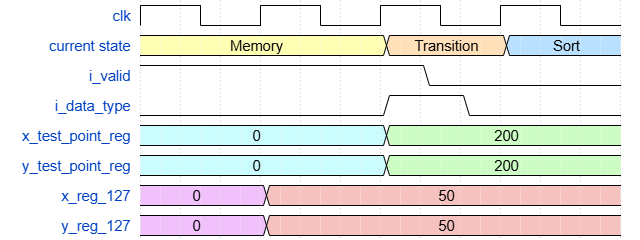 clk
current state Memory Transition Sort
i_valid
i_data_type
x_test_point_reg 0 200
y_test_point_reg 0 200
x_reg_127 0 50
y_reg_127 0 50